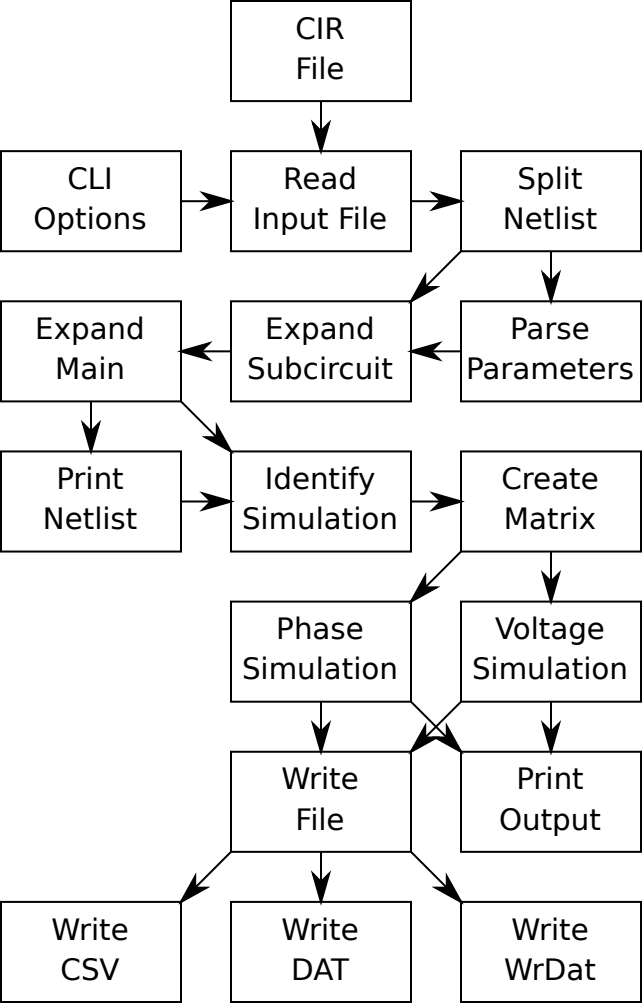 CIR
File
CLI
Options
Read
Input File
Split
Netlist
Expand
Main
Expand
Subcircuit
Parse
Parameters
Print
Netlist
Identify
Simulation
Create
Matrix
Phase
Simulation
Voltage
Simulation
Write
File
Print
Output
Write
CSV
Write
DAT
Write
WrDat